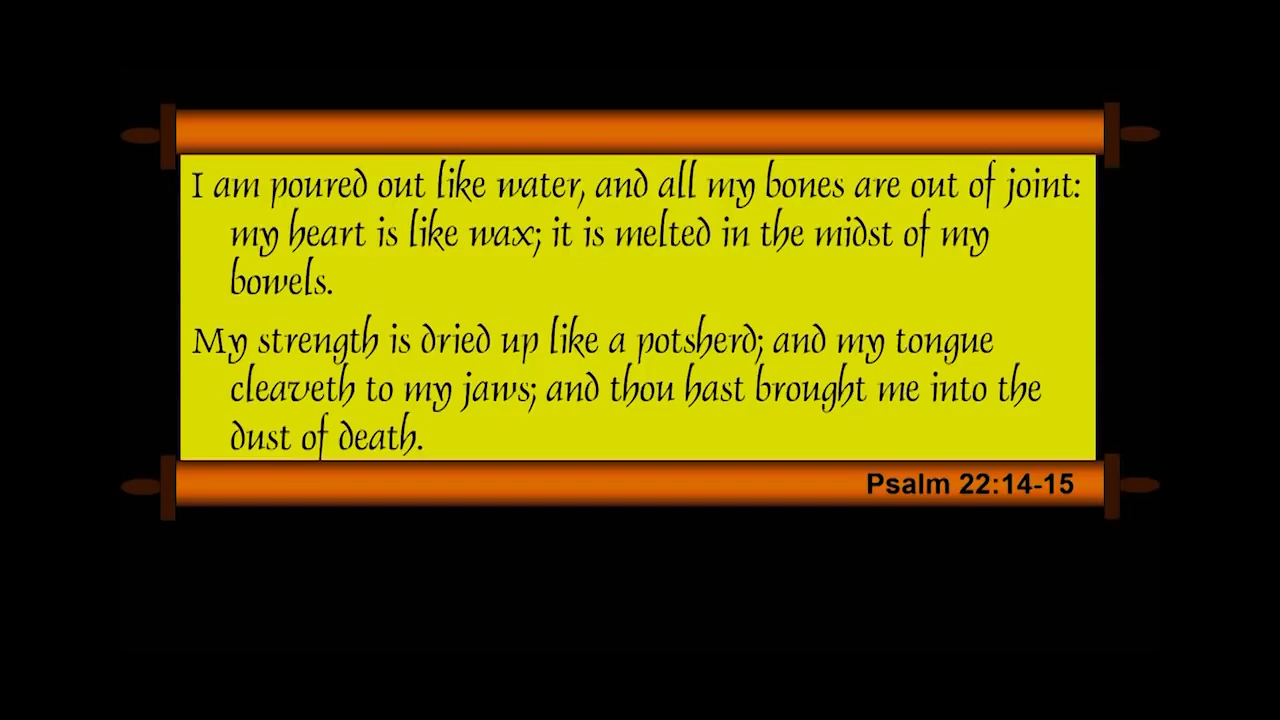 I am poured out like water, and all my bones are out of joint:
my heart is like wax; it is melted in the midst of my
bowels.
My strength is dried up like a potsherd; and my tongue
cleaveth to my jaws; and thou hast brought me into the
dust of death.
Psalm 22:14-15